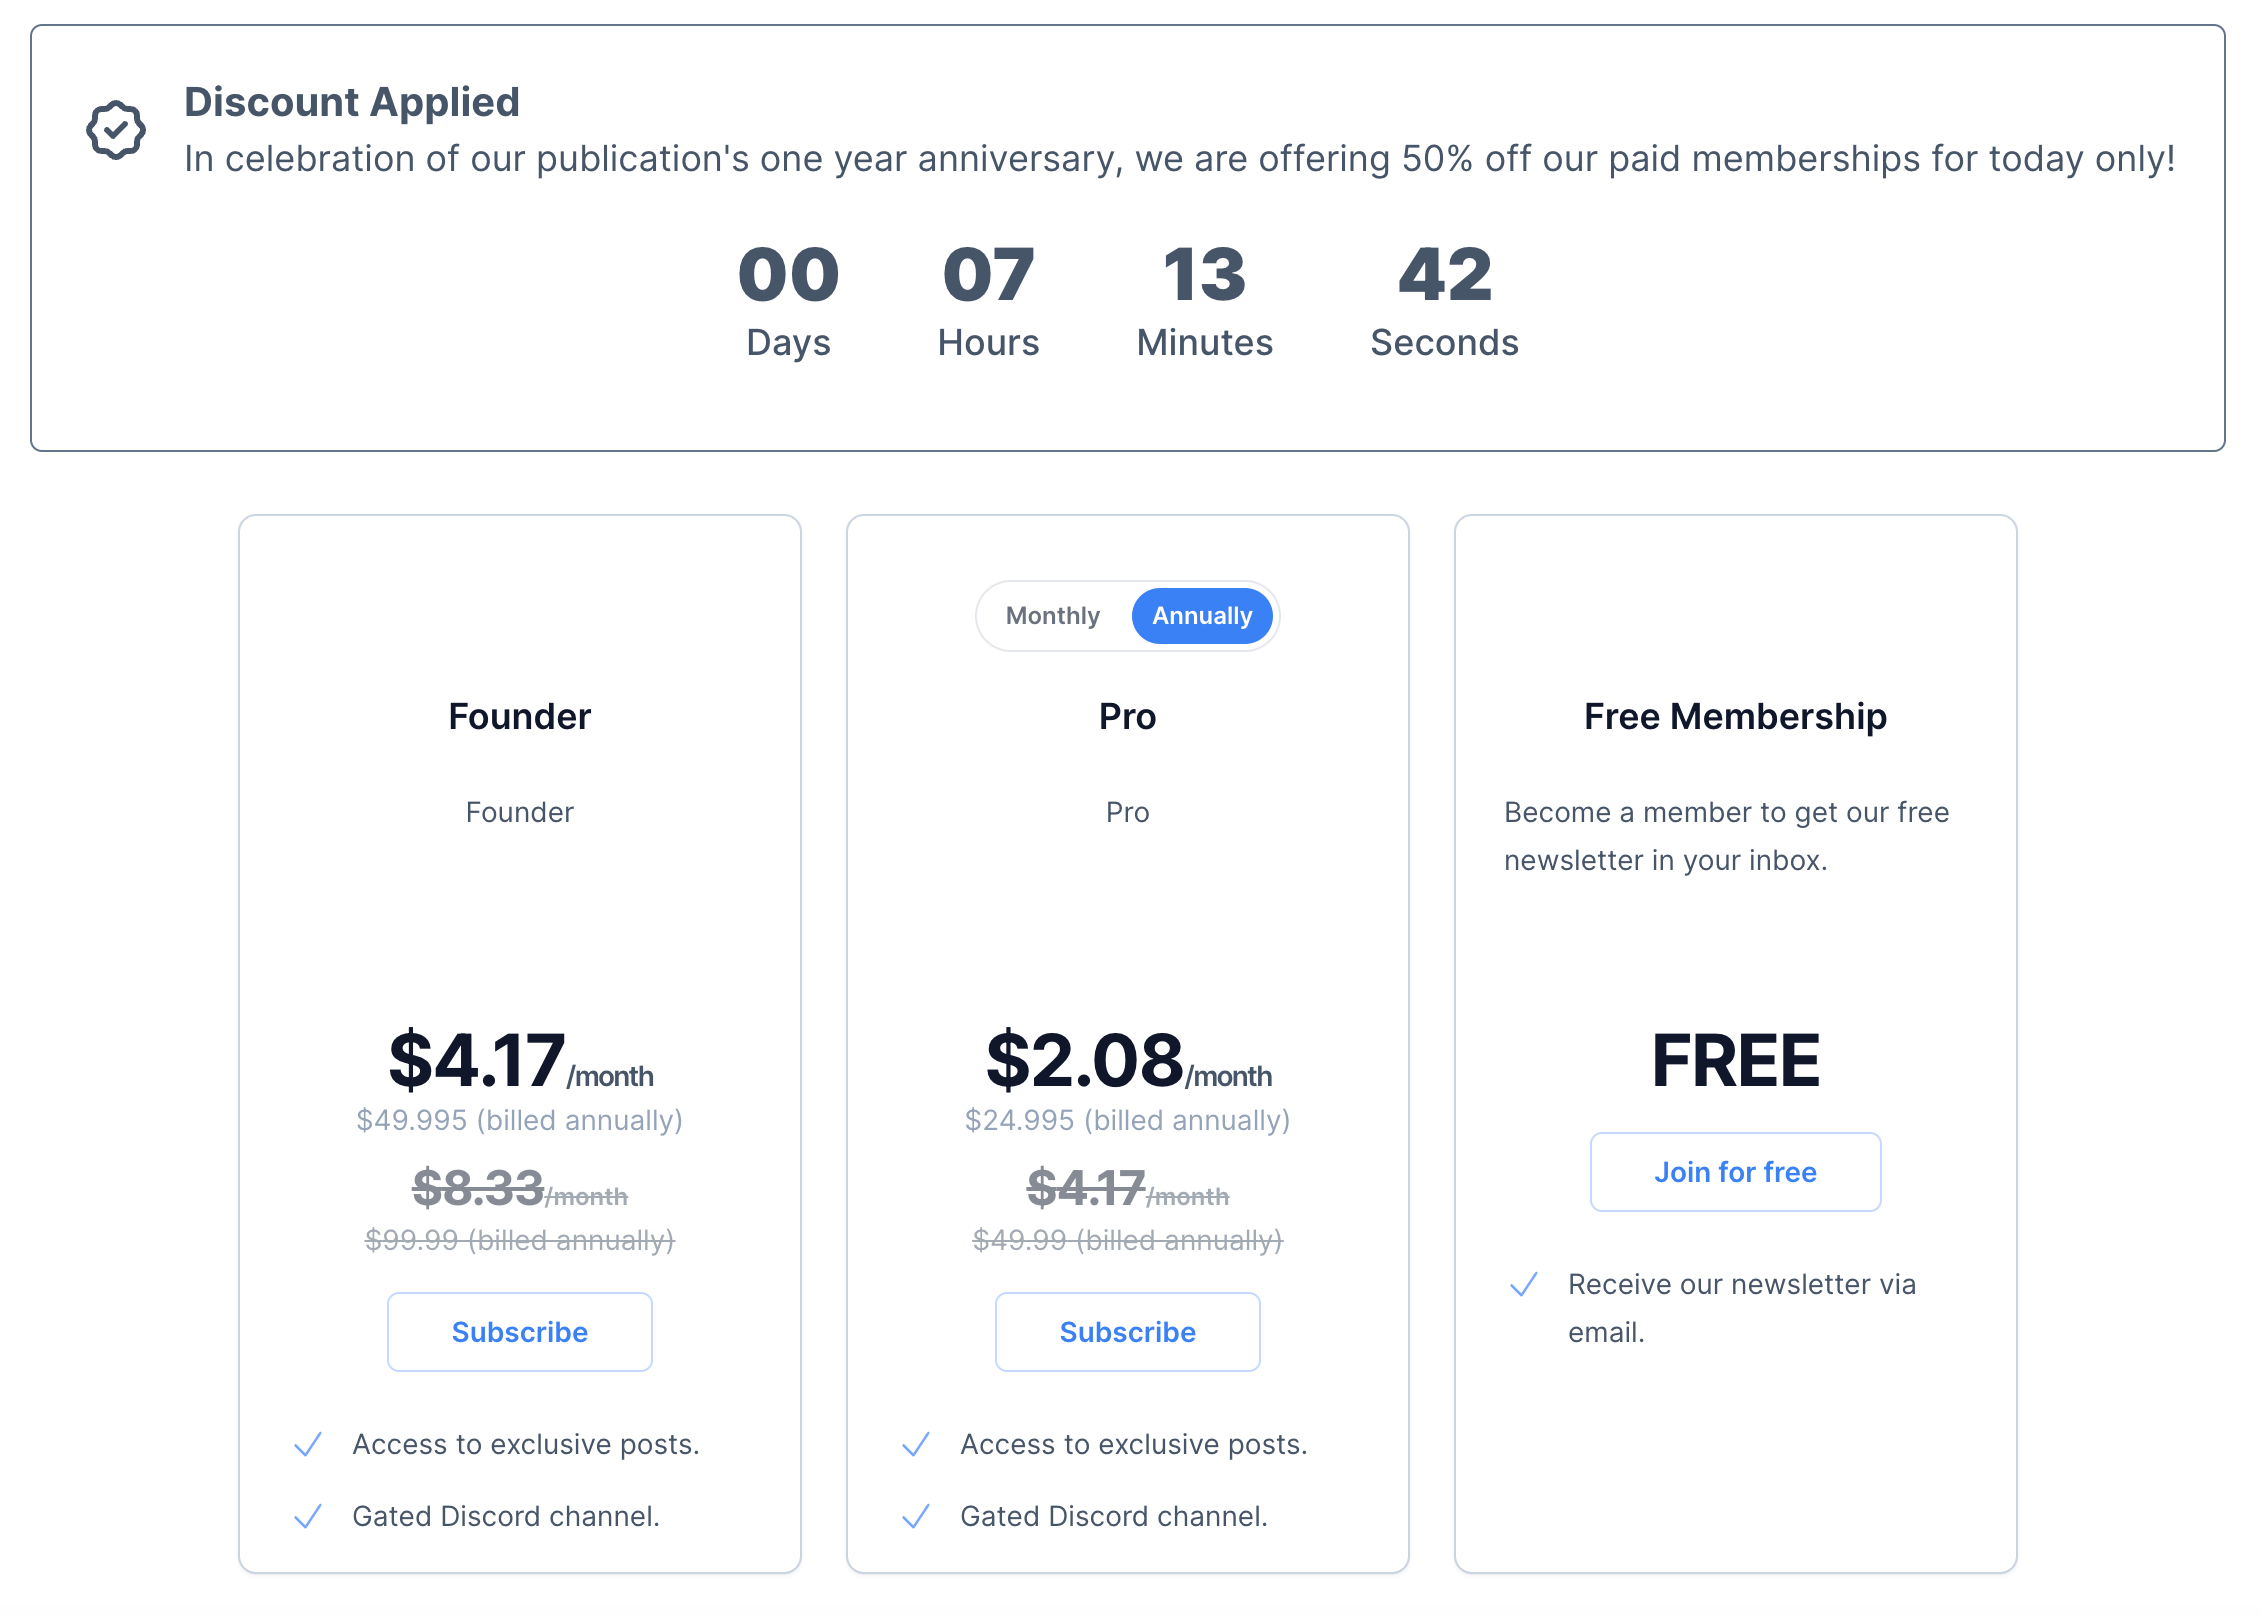 Discount Applied
In celebration of our publication's one year anniversary, we are offering 50% off our paid memberships for today only!
00 07 13 42
Days Hours Minutes Seconds
Founder
Founder
$4.17/month
$49.995 (billed annually)
$8.33/month
$99.99 (billed annually)
Subscribe
Access to exclusive posts.
Gated Discord channel.
Monthly Annually
Pro
Pro
$2.08/month
$24.995 (billed annually)
$4.17/month
$49.99 (billed annually)
Subscribe
Access to exclusive posts.
Gated Discord channel.
Free Membership
Become a member to get our free
newsletter in your inbox.
FREE
Join for free
Receive our newsletter via
email.